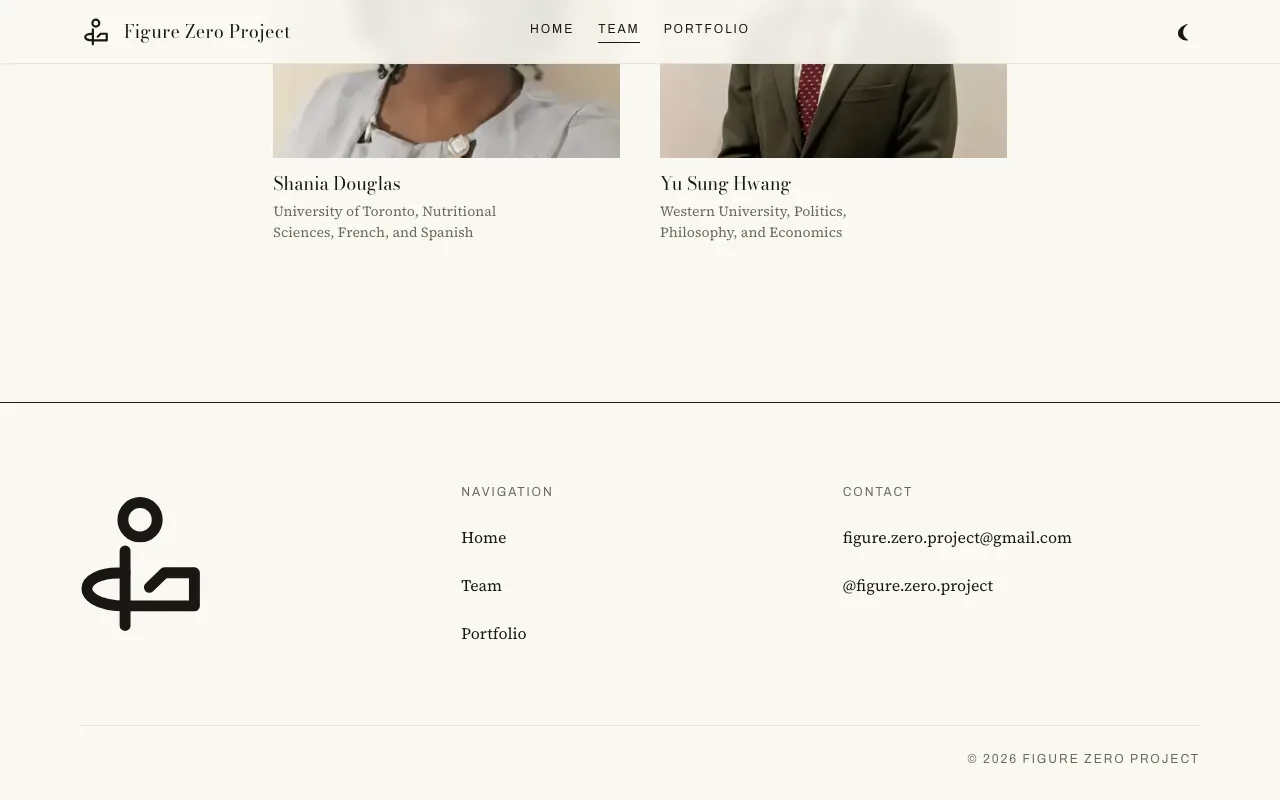 Figure Zero Project
HOME TEAM PORTFOLIO
Shania Douglas
University of Toronto, Nutritional
Sciences, French, and Spanish
Yu Sung Hwang
Western University, Politics,
Philosophy, and Economics
NAVIGATION
Home
Team
Portfolio
CONTACT
figure.zero.project@gmail.com
@figure.zero.project
© 2026 FIGURE ZERO PROJECT